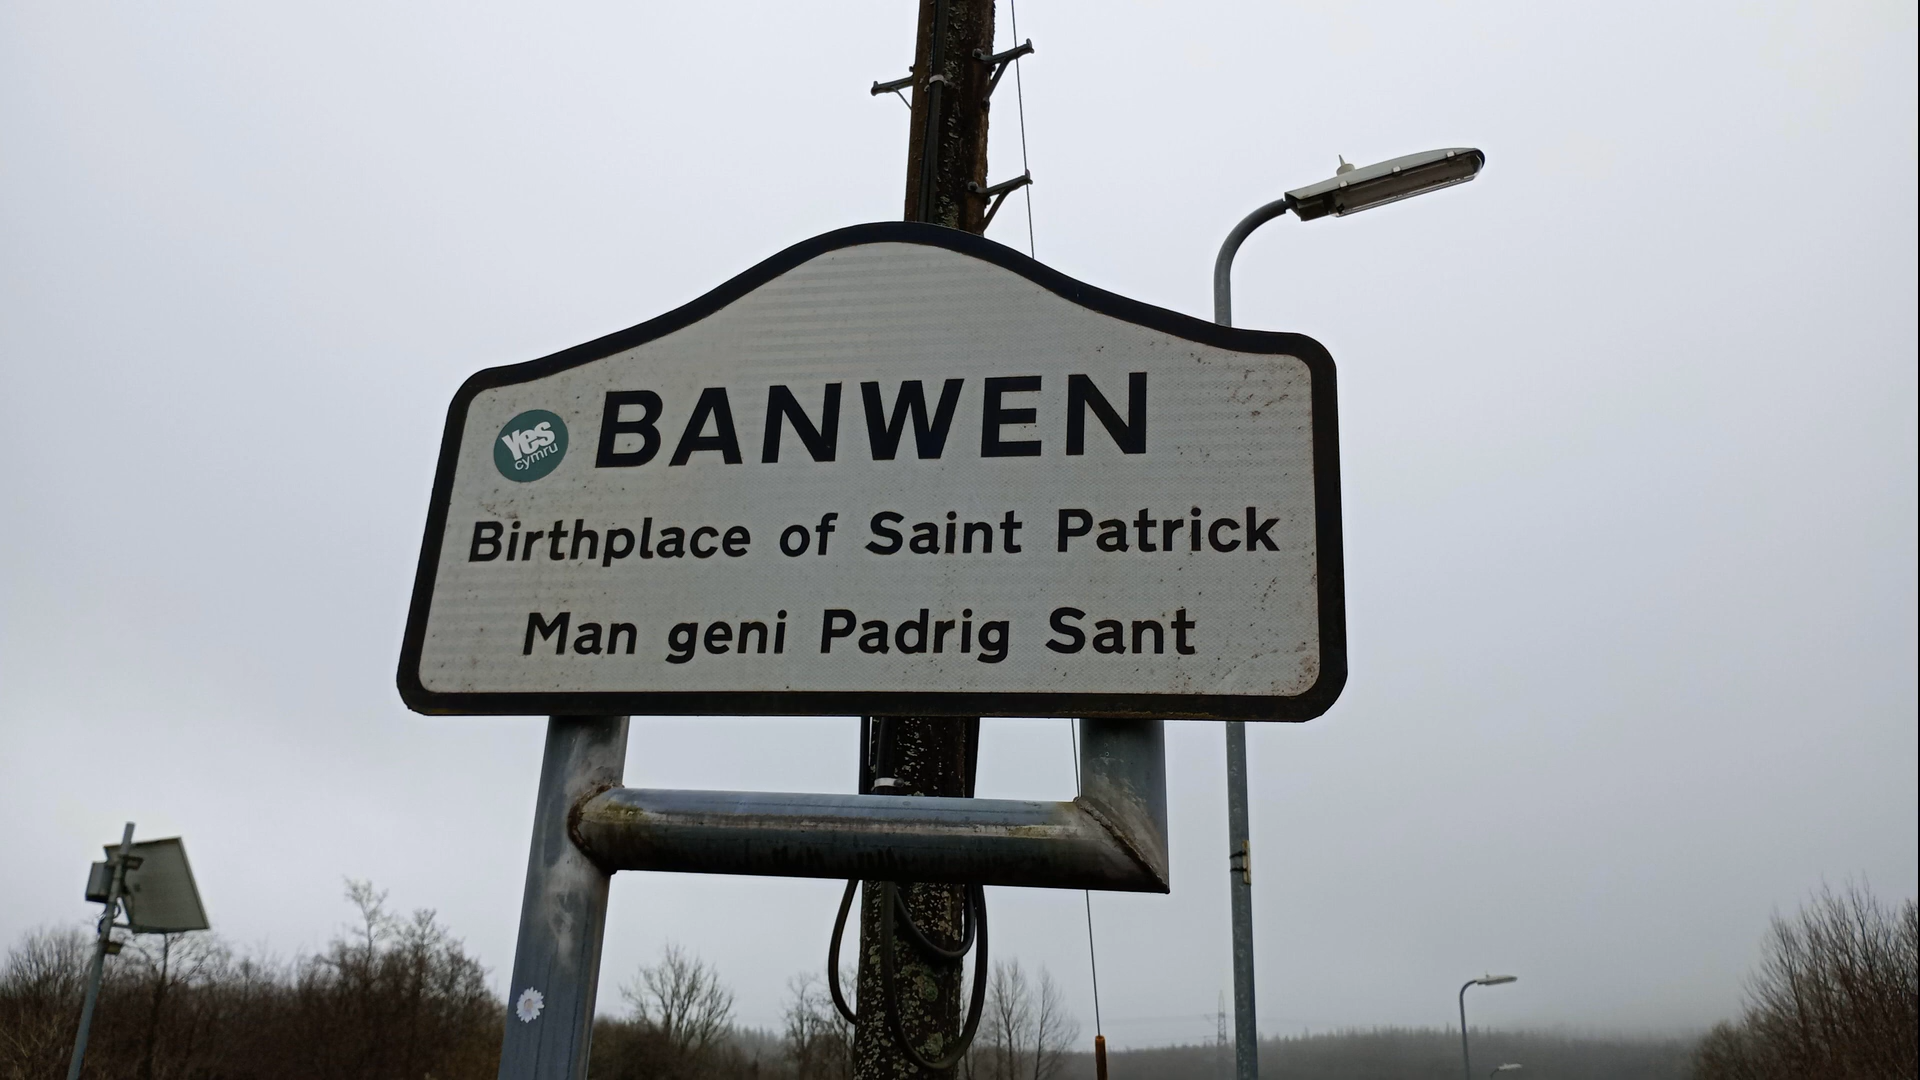 BANWEN
Yes
cymru
Birthplace of Saint Patrick
Man geni Padrig Sant